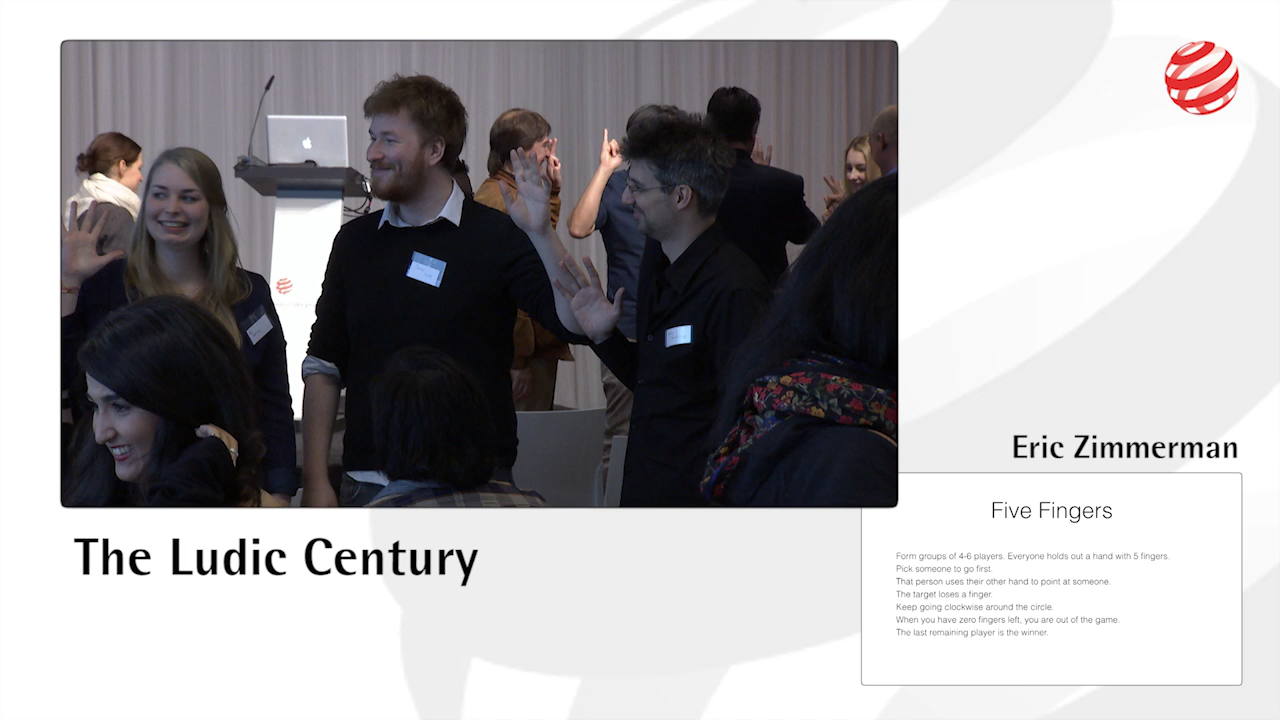 The Ludic Century
Eric Zimmerman
Five Fingers
Form groups of 4-6 players. Everyone holds out a hand with 5 fingers.
Pick someone to go first.
That person uses their other hand to point at someone.
The target loses a finger.
Keep going clockwise around the circle.
When you have zero fingers left, you are out of the game.
The last remaining player is the winner.